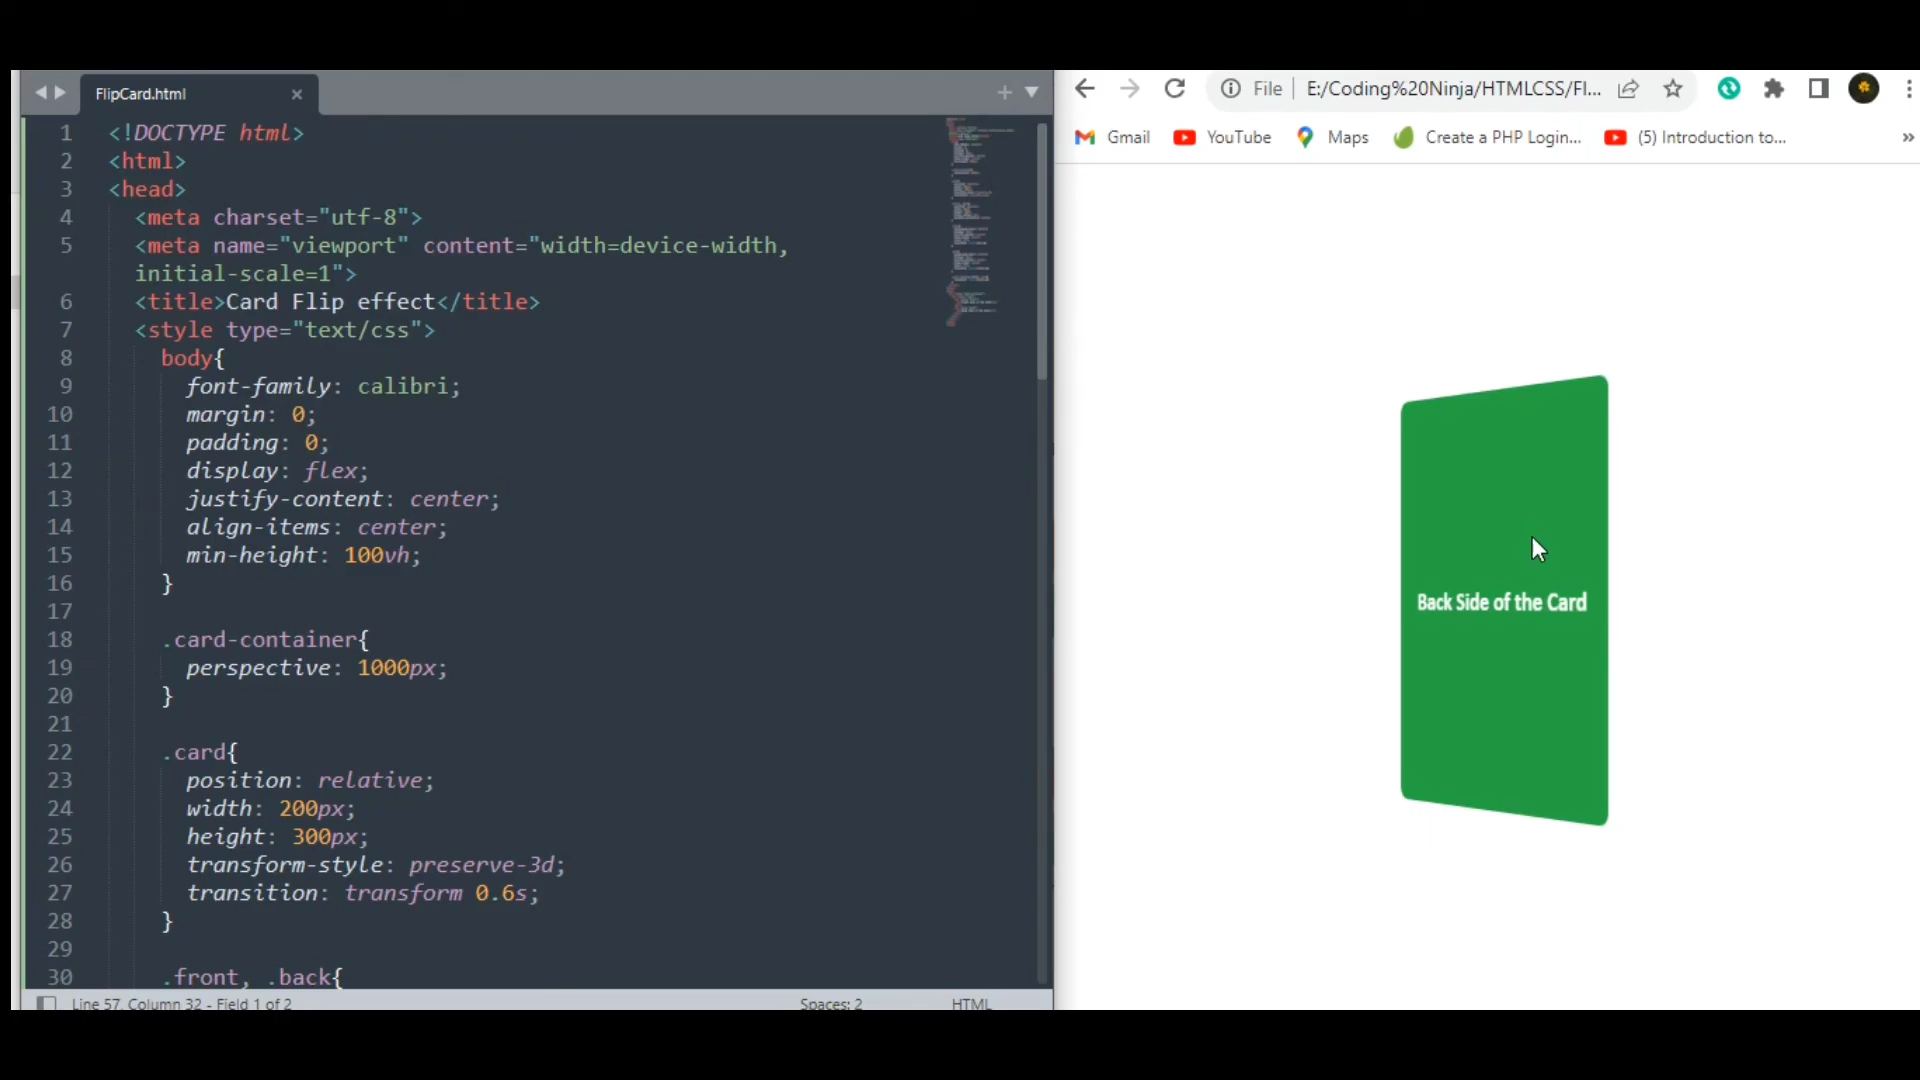 FlipCard.html
1 <!DOCTYPE html>
2 <html>
3 <head>
4 <meta charset="utf-8">
5 <meta name="viewport" content="width=device-width,
initial-scale=1">
6 <title>Card Flip effect</title>
7 <style type="text/css">
8 body{
9 font-family: calibri;
10 margin: 0;
11 padding: 0;
12 display: flex;
13 justify-content: center;
14 align-items: center;
15 min-height: 100vh;
16 }
17
18 .card-container{
19 perspective: 1000px;
20 }
21
22 .card{
23 position: relative;
24 width: 200px;
25 height: 300px;
26 transform-style: preserve-3d;
27 transition: transform 0.6s;
28 }
29
30 .front, .back{
Line 57, Column 32 - Field 1 of 2 Spaces: 2 HTML
File E:/Coding%20Ninja/HTMLCSS/Fl...
Gmail YouTube Maps Create a PHP Login... (5) Introduction to... »
Back Side of the Card